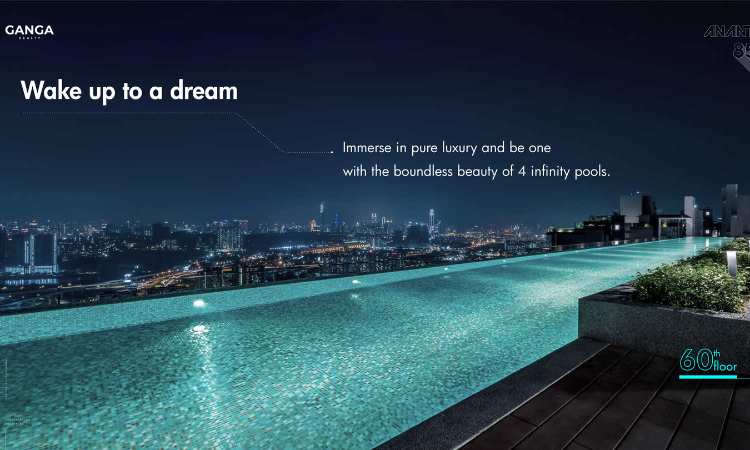 GANGA
REALTY
Wake up to a dream
Immerse in pure luxury and be one
with the boundless beauty of 4 infinity pools.
60th
floor